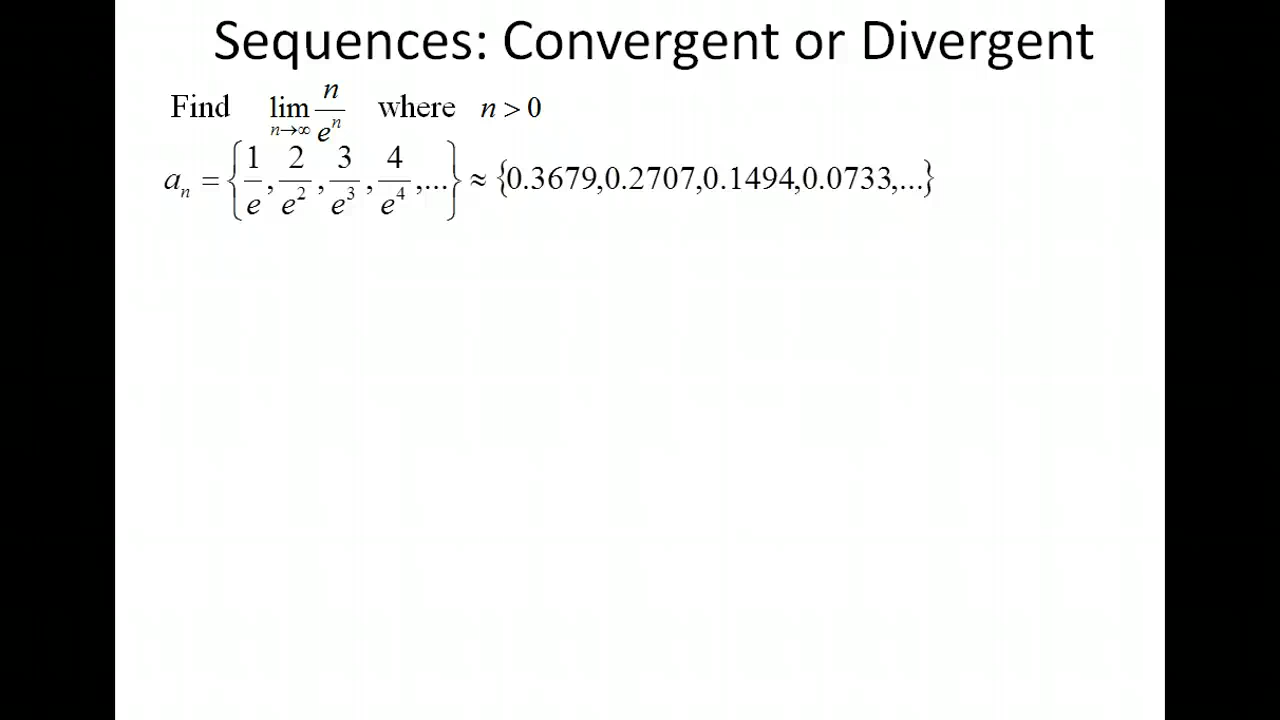 Sequences: Convergent or Divergent
Find lim_{n→∞} n/e^n where n > 0
a_n = {1/e, 2/e^2, 3/e^3, 4/e^4, ...} ≈ {0.3679,0.2707,0.1494,0.0733,...}